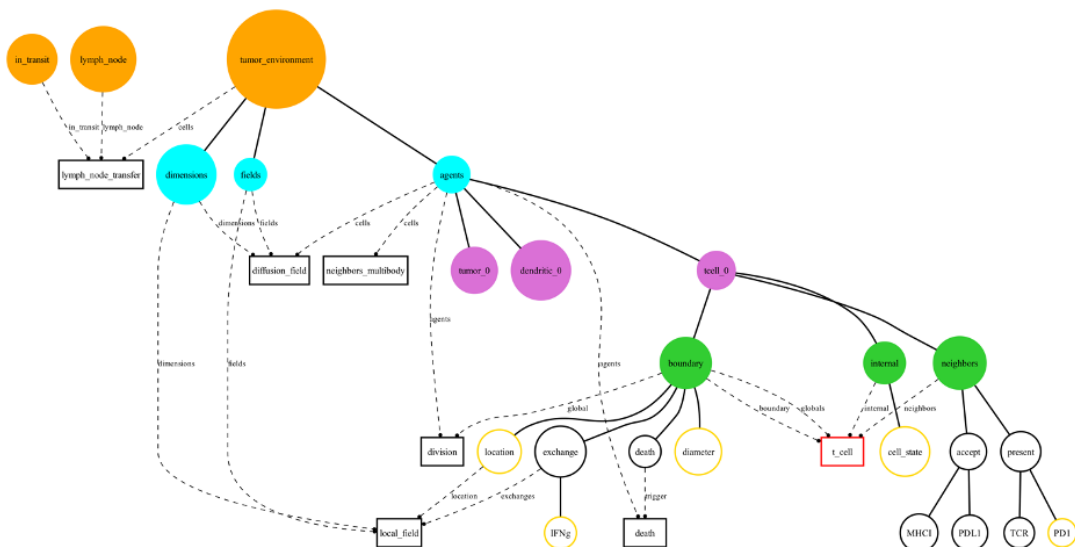 in_transit
lymph_node
tumor_environment
in_transit
lymph_node
cells
lymph_node_transfer
dimensions
fields
agents
dimensions
fields
cells
cells
diffusion_field
neighbors_multibody
tumor_0
dendritic_0
tcell_0
agents
dimensions
fields
agents
boundary
internal
neighbors
global
boundary
globals
internal
neighbors
division
location
exchange
death
diameter
t_cell
cell_state
accept
present
location
exchanges
trigger
local_field
IFNg
death
MHCI
PDL1
TCR
PD1